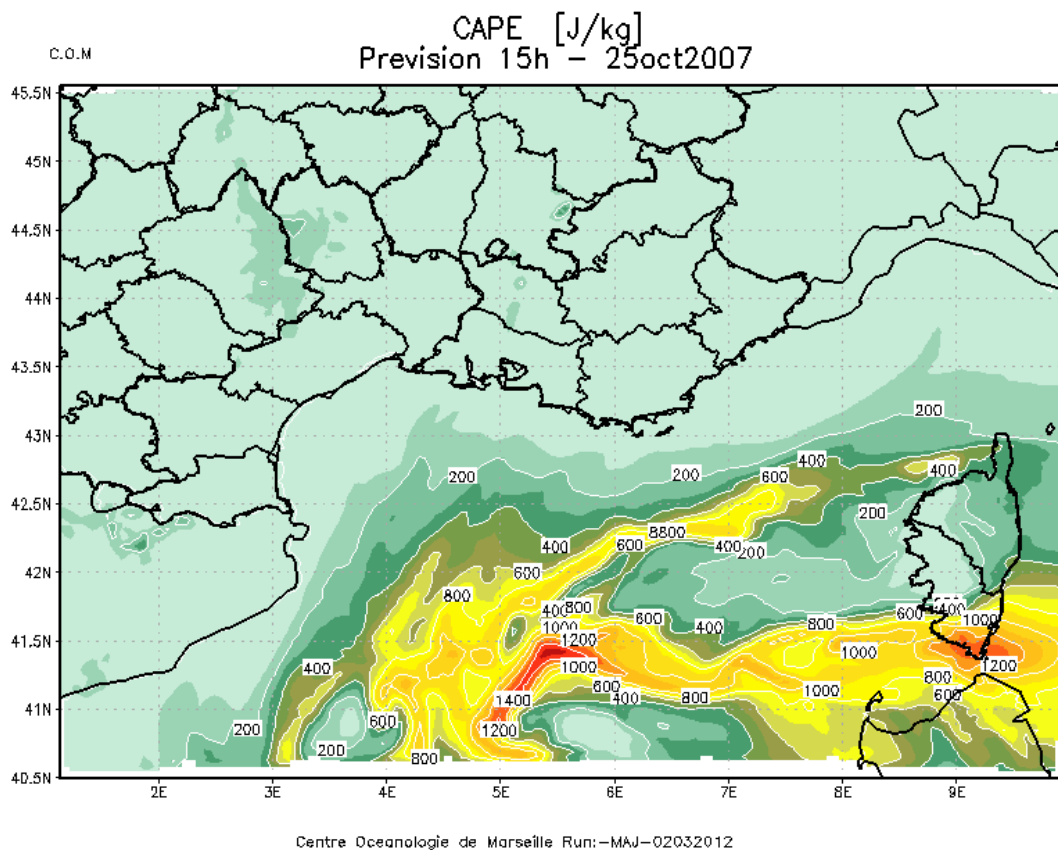 CAPE [J/kg]
C.O.M
Prevision 15h - 25oct2007
45.5N
45N
44.5N
44N
43.5N
43N
200
400
400
200
200
600
42.5N
200
8800
400
600
400
200
42N
600
800
400
800
600
400
1000
600
800
1000
41.5N
1200
400
1000
1200
400
1000
800
600
400
800
1000
600
1400
41N
600
200
1200
200
800
40.5N
2E 3E 4E 5E 6E 7E 8E 9E
Centre Oceanologie de Marseille Run:-MAJ-02032012